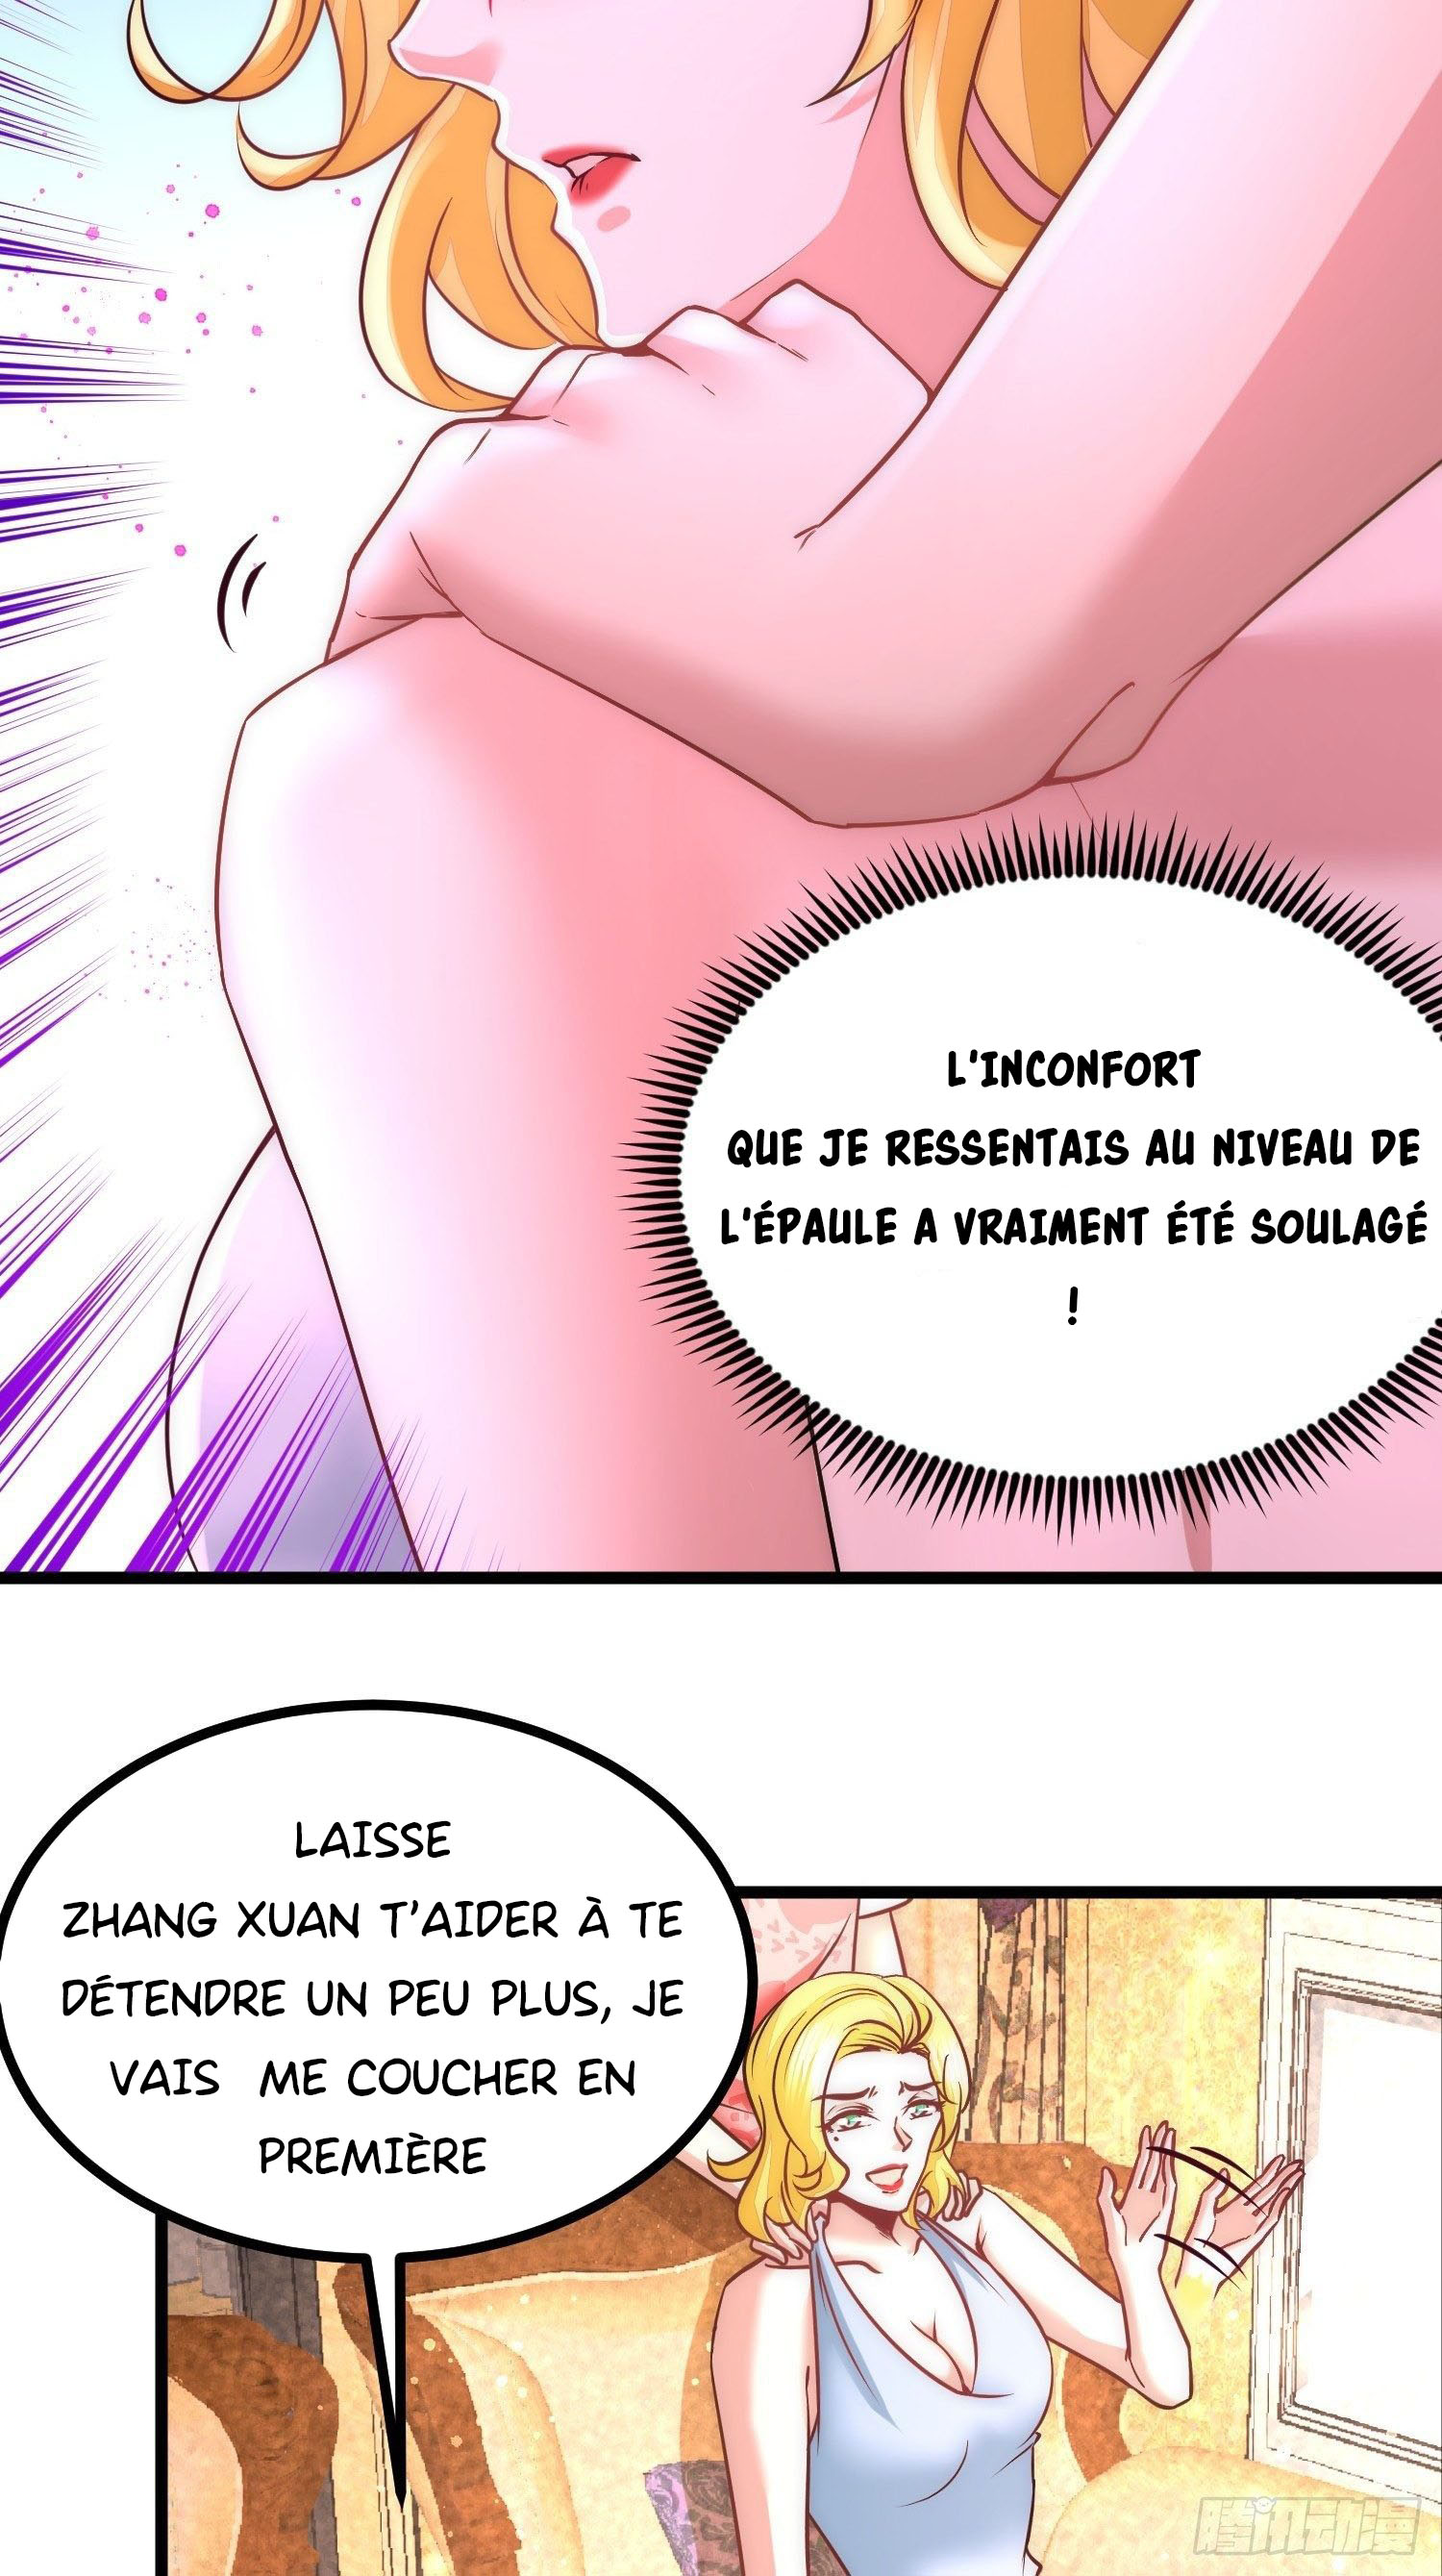 L'INCONFORT
QUE JE RESSENTAIS AU NIVEAU DE
L'ÉPAULE A VRAIMENT ÉTÉ SOULAGÉ
!
LAISSE
ZHANG XUAN T'AIDER À TE
DÉTENDRE UN PEU PLUS, JE
VAIS ME COUCHER EN
PREMIÈRE
腾讯动漫